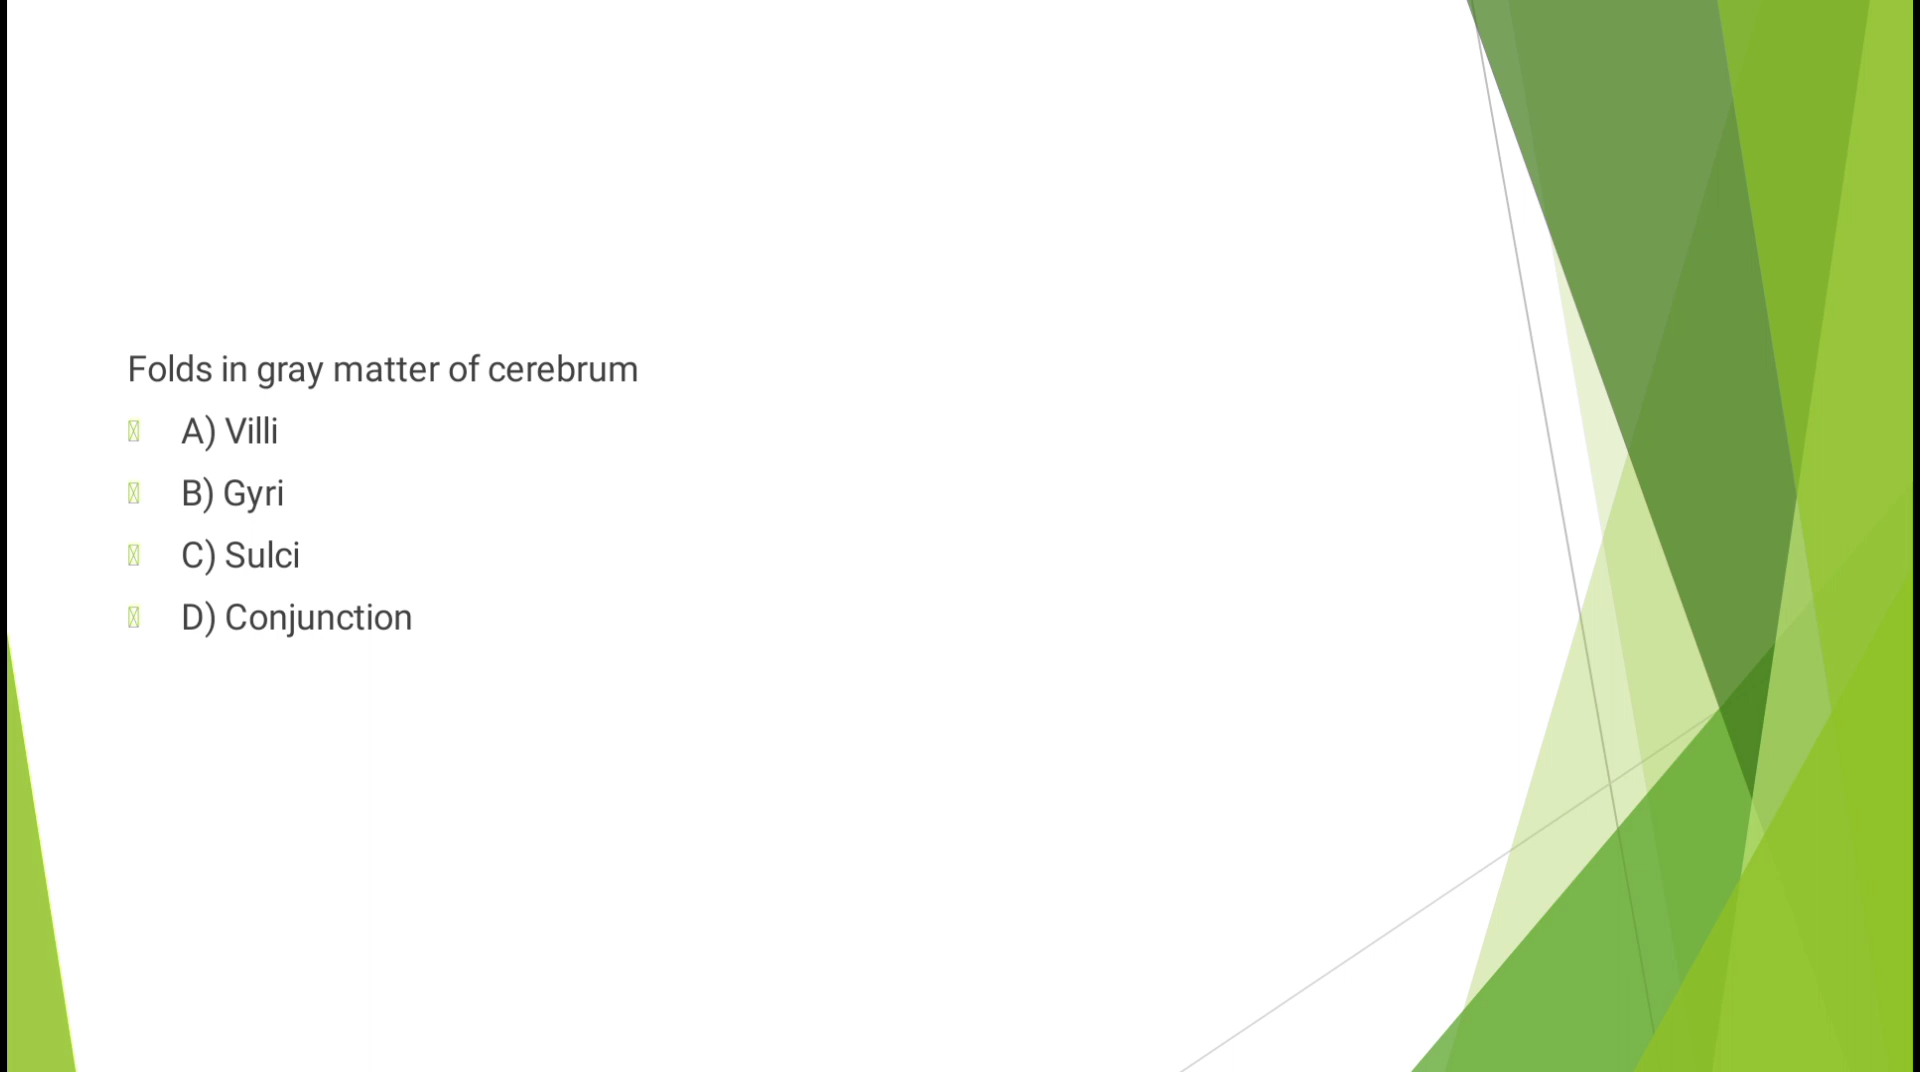 Folds in gray matter of cerebrum
A) Villi
B) Gyri
C) Sulci
D) Conjunction